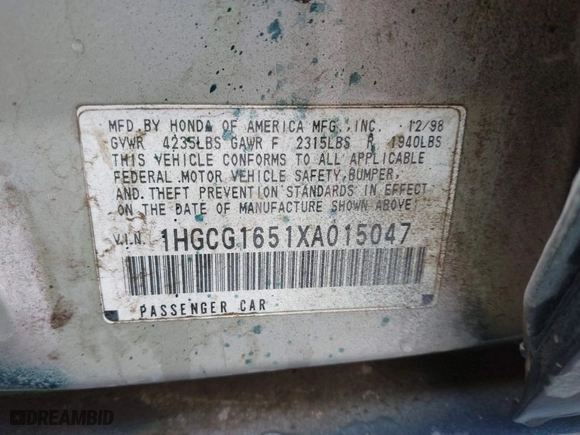 MFD.BY HONDA OF AMERICA MFG.,INC. 12/98
GVWR 4235LBS GAWR F 2315LBS R 1940LBS
THIS VEHICLE CONFORMS TO ALL APPLICABLE
FEDERAL MOTOR VEHICLE SAFETY,BUMPER,
AND THEFT PREVENTION STANDARDS IN EFFECT
ON THE DATE OF MANUFACTURE SHOWN ABOVE.
V.I.N. 1HGCG1651XA015047
PASSENGER CAR
DREAMBID